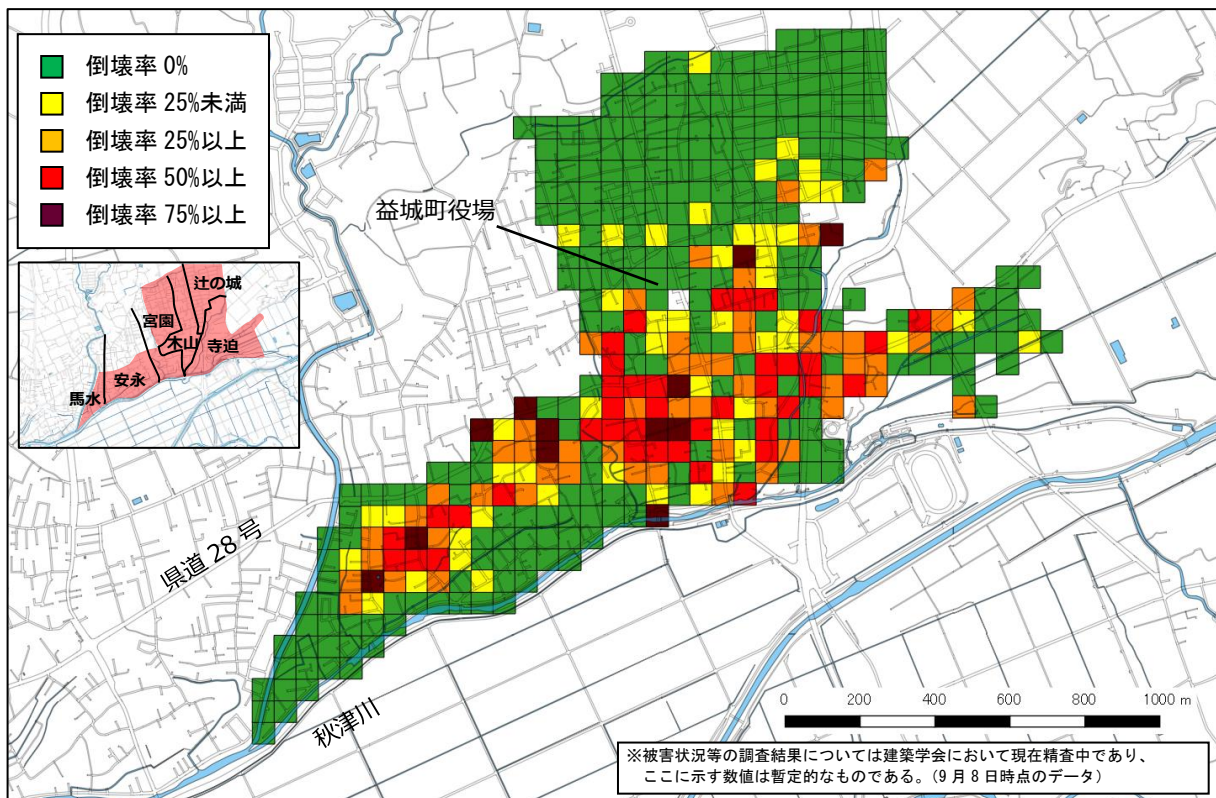 倒壊率 0%
倒壊率 25%未満
倒壊率 25%以上
倒壊率 50%以上
倒壊率 75%以上
益城町役場
辻の城
宮園
木山
寺迫
安永
馬水
県道 28 号
秋津川
0 200 400 600 800 1000 m
※被害状況等の調査結果については建築学会において現在精査中であり、
ここに示す数値は暫定的なものである。(9 月 8 日時点のデータ)